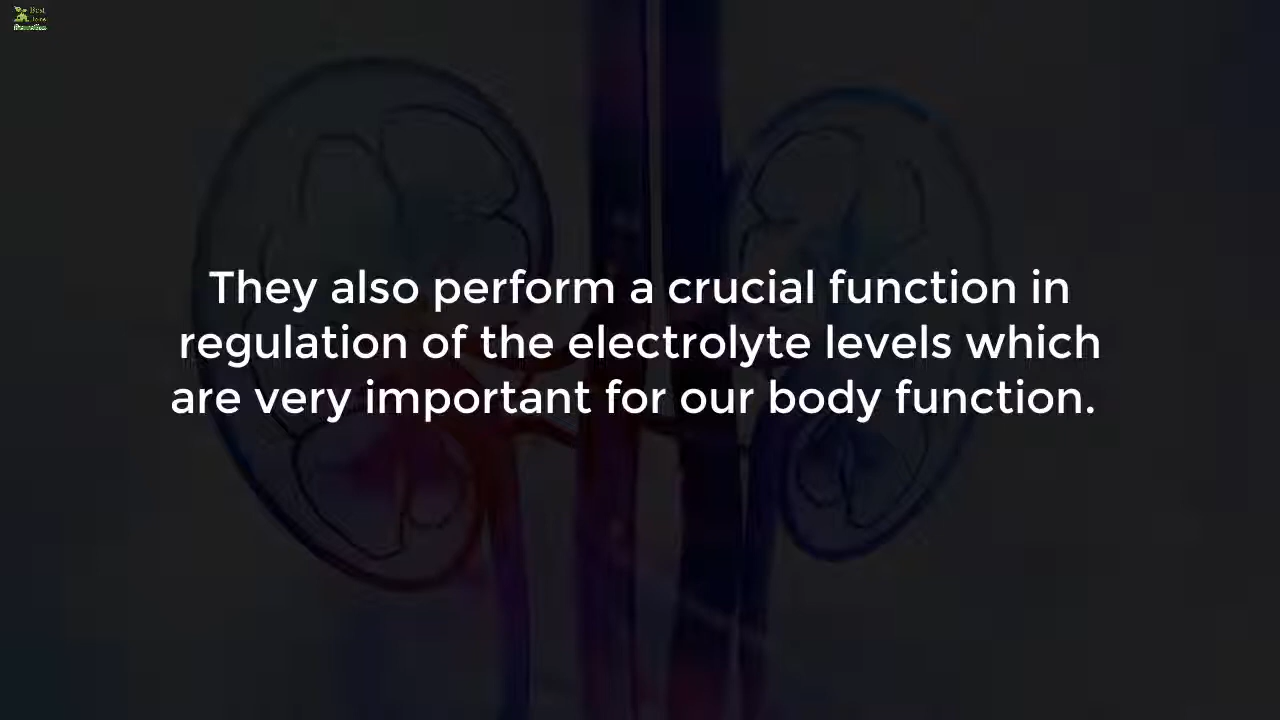 They also perform a crucial function in
regulation of the electrolyte levels which
are very important for our body function.